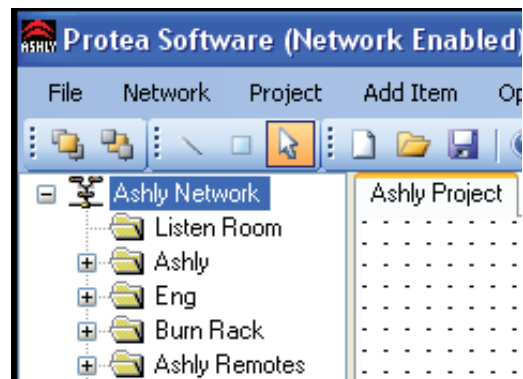 ASHLY Protea Software (Network Enabled)
File Network Project Add Item Op
Ashly Network
Ashly Project
Listen Room
Ashly
Eng
Burn Rack
Ashly Remotes